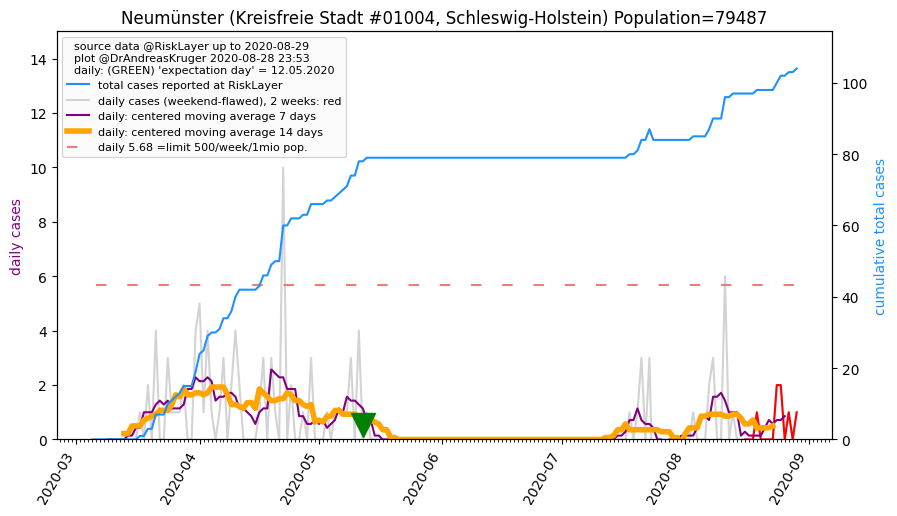 Neumünster (Kreisfreie Stadt #01004, Schleswig-Holstein) Population=79487
source data @RiskLayer up to 2020-08-29
plot @DrAndreasKruger 2020-08-28 23:53
daily: (GREEN) 'expectation day' = 12.05.2020
total cases reported at RiskLayer
daily cases (weekend-flawed), 2 weeks: red
daily: centered moving average 7 days
daily: centered moving average 14 days
daily 5.68 =limit 500/week/1mio pop.
daily cases
14
12
10
8
6
4
2
0
cumulative total cases
100
80
60
40
20
0
2020-03
2020-04
2020-05
2020-06
2020-07
2020-08
2020-09